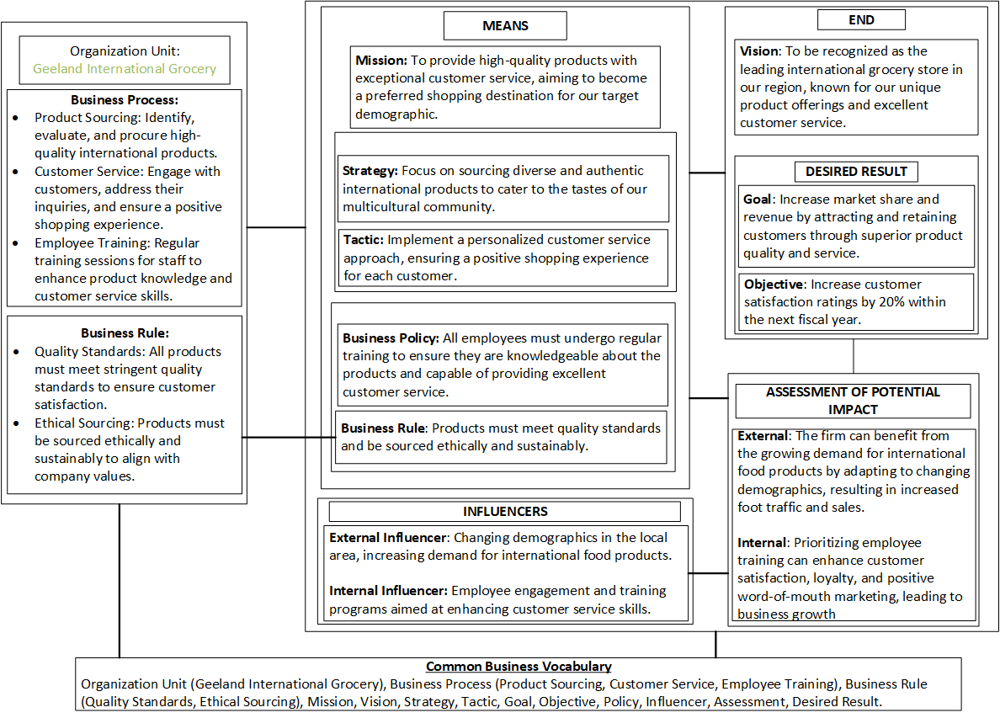 Organization Unit:
Geeland International Grocery
Business Process:
• Product Sourcing: Identify,
evaluate, and procure high-
quality international products.
• Customer Service: Engage with
customers, address their
inquiries, and ensure a positive
shopping experience.
• Employee Training: Regular
training sessions for staff to
enhance product knowledge and
customer service skills.
Business Rule:
• Quality Standards: All products
must meet stringent quality
standards to ensure customer
satisfaction.
• Ethical Sourcing: Products must
be sourced ethically and
sustainably to align with
company values.
MEANS
Mission: To provide high-quality products with
exceptional customer service, aiming to become
a preferred shopping destination for our target
demographic.
Strategy: Focus on sourcing diverse and authentic
international products to cater to the tastes of our
multicultural community.
Tactic: Implement a personalized customer service
approach, ensuring a positive shopping experience
for each customer.
Business Policy: All employees must undergo regular
training to ensure they are knowledgeable about the
products and capable of providing excellent
customer service.
Business Rule: Products must meet quality standards
and be sourced ethically and sustainably.
INFLUENCERS
External Influencer: Changing demographics in the local
area, increasing demand for international food products.
Internal Influencer: Employee engagement and training
programs aimed at enhancing customer service skills.
END
Vision: To be recognized as the
leading international grocery store in
our region, known for our unique
product offerings and excellent
customer service.
DESIRED RESULT
Goal: Increase market share and
revenue by attracting and retaining
customers through superior product
quality and service.
Objective: Increase customer
satisfaction ratings by 20% within
the next fiscal year.
ASSESSMENT OF POTENTIAL
IMPACT
External: The firm can benefit from
the growing demand for international
food products by adapting to changing
demographics, resulting in increased
foot traffic and sales.
Internal: Prioritizing employee
training can enhance customer
satisfaction, loyalty, and positive
word-of-mouth marketing, leading to
business growth
Common Business Vocabulary
Organization Unit (Geeland International Grocery), Business Process (Product Sourcing, Customer Service, Employee Training), Business Rule
(Quality Standards, Ethical Sourcing), Mission, Vision, Strategy, Tactic, Goal, Objective, Policy, Influencer, Assessment, Desired Result.